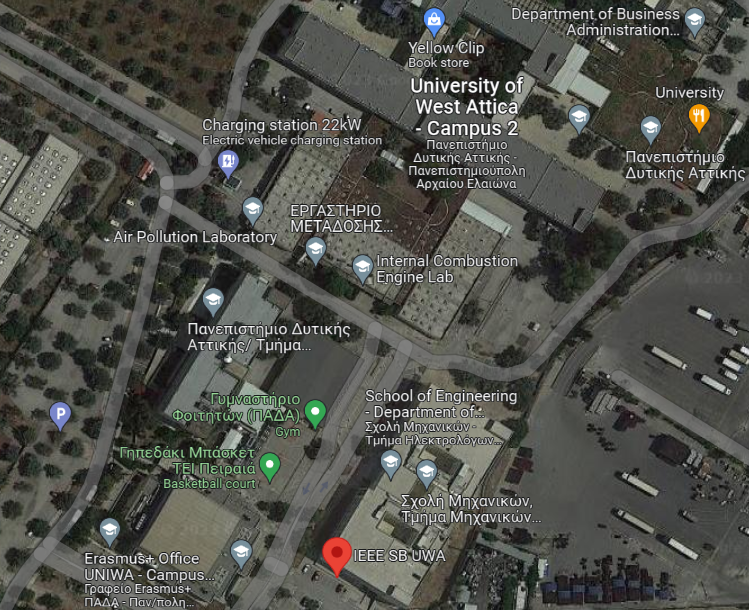 Department of Business
Administration...
Yellow Clip
Book store
University of
West Attica
- Campus 2
Πανεπιστήμιο
Δυτικής Αττικής -
Πανεπιστημιούπολη
Αρχαίου Ελαιώνα
University
Πανεπιστήμιο
Δυτικής Αττικής
Charging station 22kW
Electric vehicle charging station
ΕΡΓΑΣΤΗΡΙΟ
ΜΕΤΑΔΟΣΗΣ...
Air Pollution Laboratory
Internal Combustion
Engine Lab
Πανεπιστήμιο Δυτικής
Αττικής/ Τμήμα...
School of Engineering
- Department of...
Σχολή Μηχανικών -
Τμήμα Ηλεκτρολόγων...
Γυμναστήριο
Φοιτητών (ΠΑΔΑ)
Gym
P
Γηπεδάκι Μπάσκετ
ΤΕΙ Πειραιά
Basketball court
Σχολή Μηχανικών,
Τμήμα Μηχανικών...
IEEE SB UWA
Erasmus+ Office
UNIWA - Campus...
Γραφείο Erasmus+
ΠΑΔΑ - Παν/πολη...